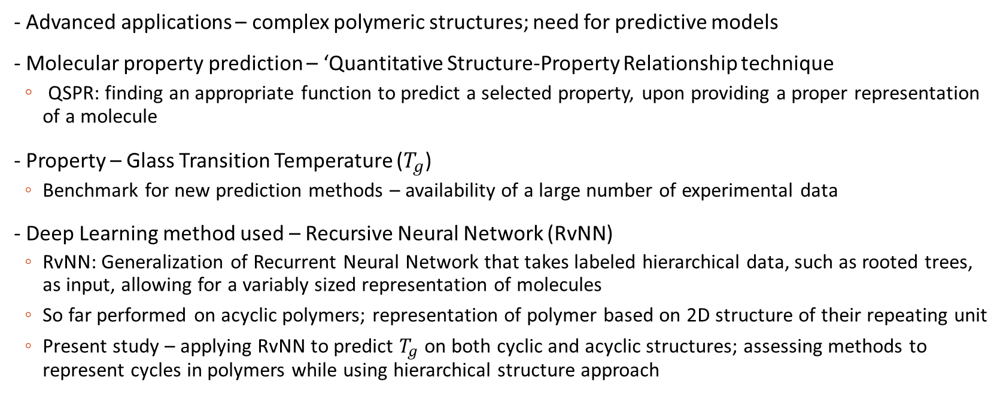 - Advanced applications – complex polymeric structures; need for predictive models
- Molecular property prediction – ‘Quantitative Structure-Property Relationship technique
◦ QSPR: finding an appropriate function to predict a selected property, upon providing a proper representation
of a molecule
- Property – Glass Transition Temperature (T_g)
◦ Benchmark for new prediction methods – availability of a large number of experimental data
- Deep Learning method used – Recursive Neural Network (RvNN)
◦ RvNN: Generalization of Recurrent Neural Network that takes labeled hierarchical data, such as rooted trees,
as input, allowing for a variably sized representation of molecules
◦ So far performed on acyclic polymers; representation of polymer based on 2D structure of their repeating unit
◦ Present study – applying RvNN to predict T_g on both cyclic and acyclic structures; assessing methods to
represent cycles in polymers while using hierarchical structure approach